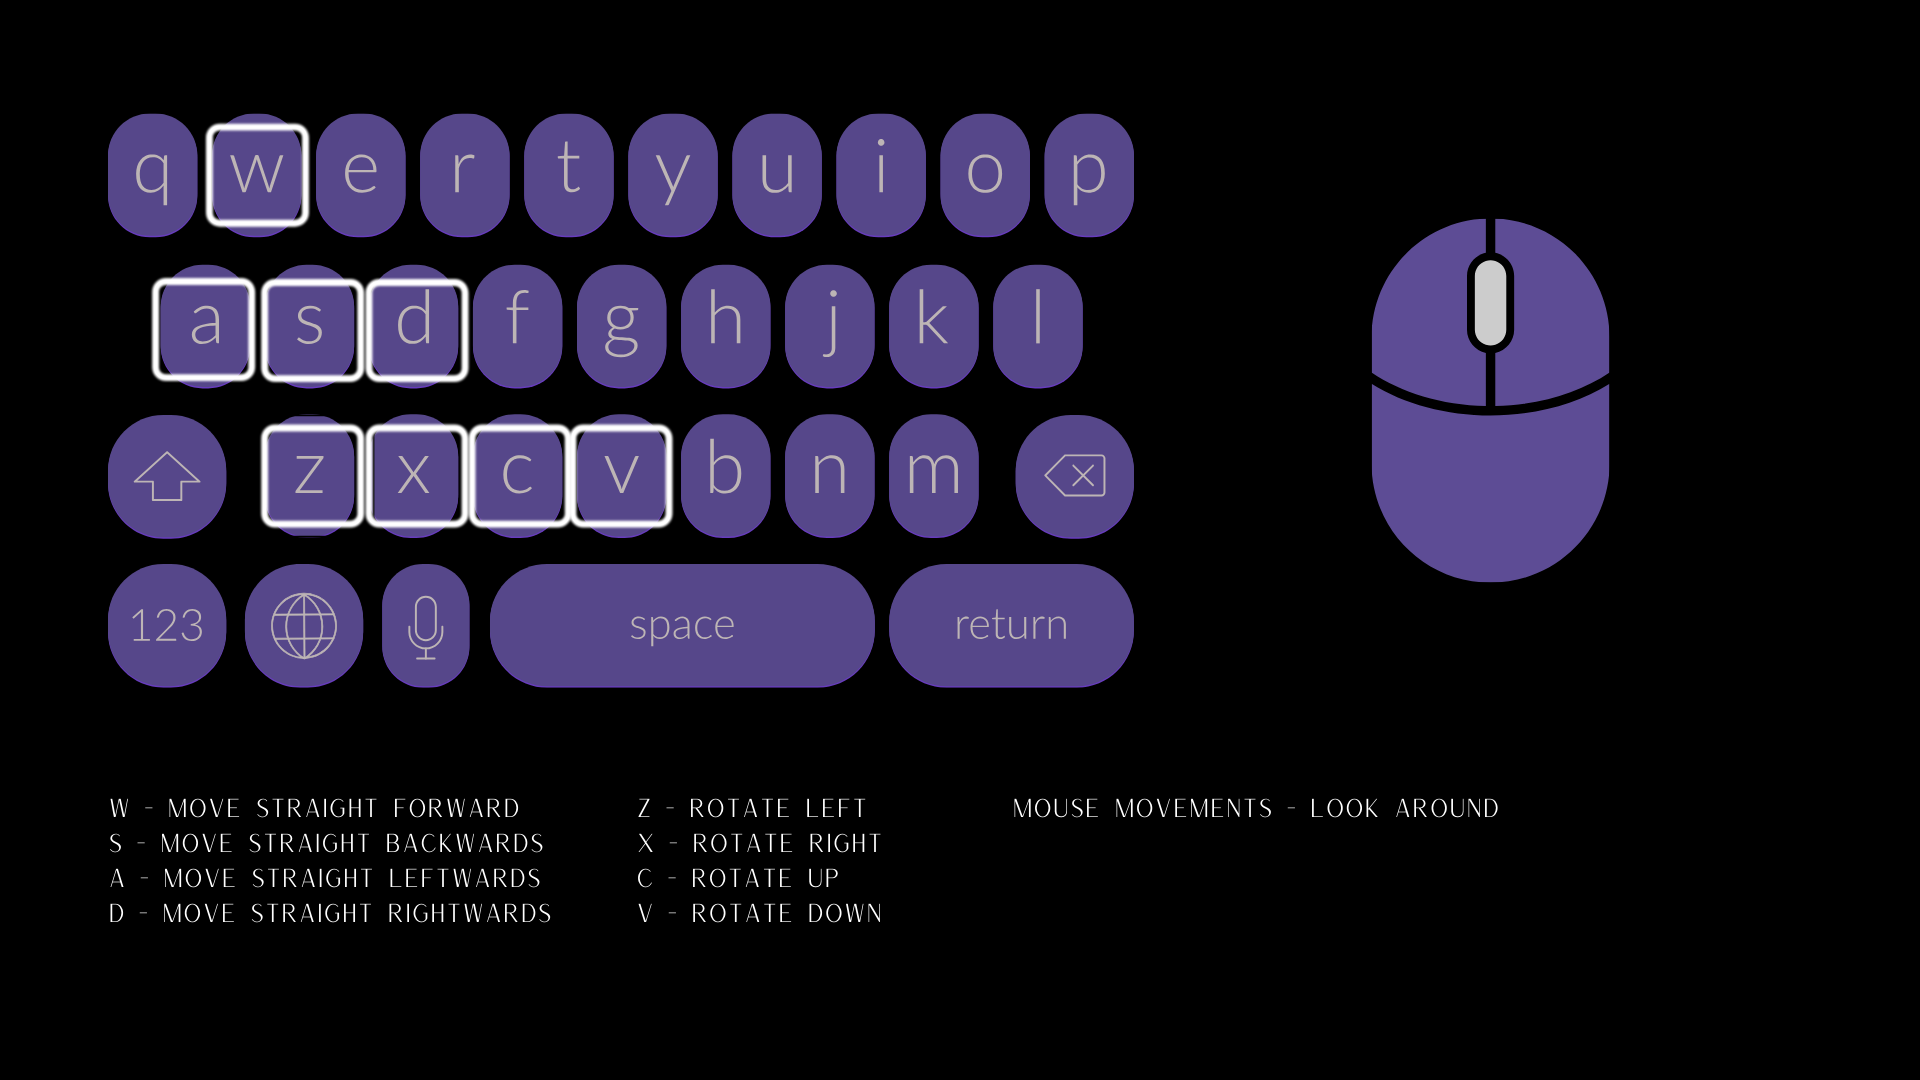 q w e r t y u i o p
a s d f g h j k l
z x c v b n m
123 space return
W - MOVE STRAIGHT FORWARD
S - MOVE STRAIGHT BACKWARDS
A - MOVE STRAIGHT LEFTWARDS
D - MOVE STRAIGHT RIGHTWARDS
Z - ROTATE LEFT
X - ROTATE RIGHT
C - ROTATE UP
V - ROTATE DOWN
MOUSE MOVEMENTS - LOOK AROUND